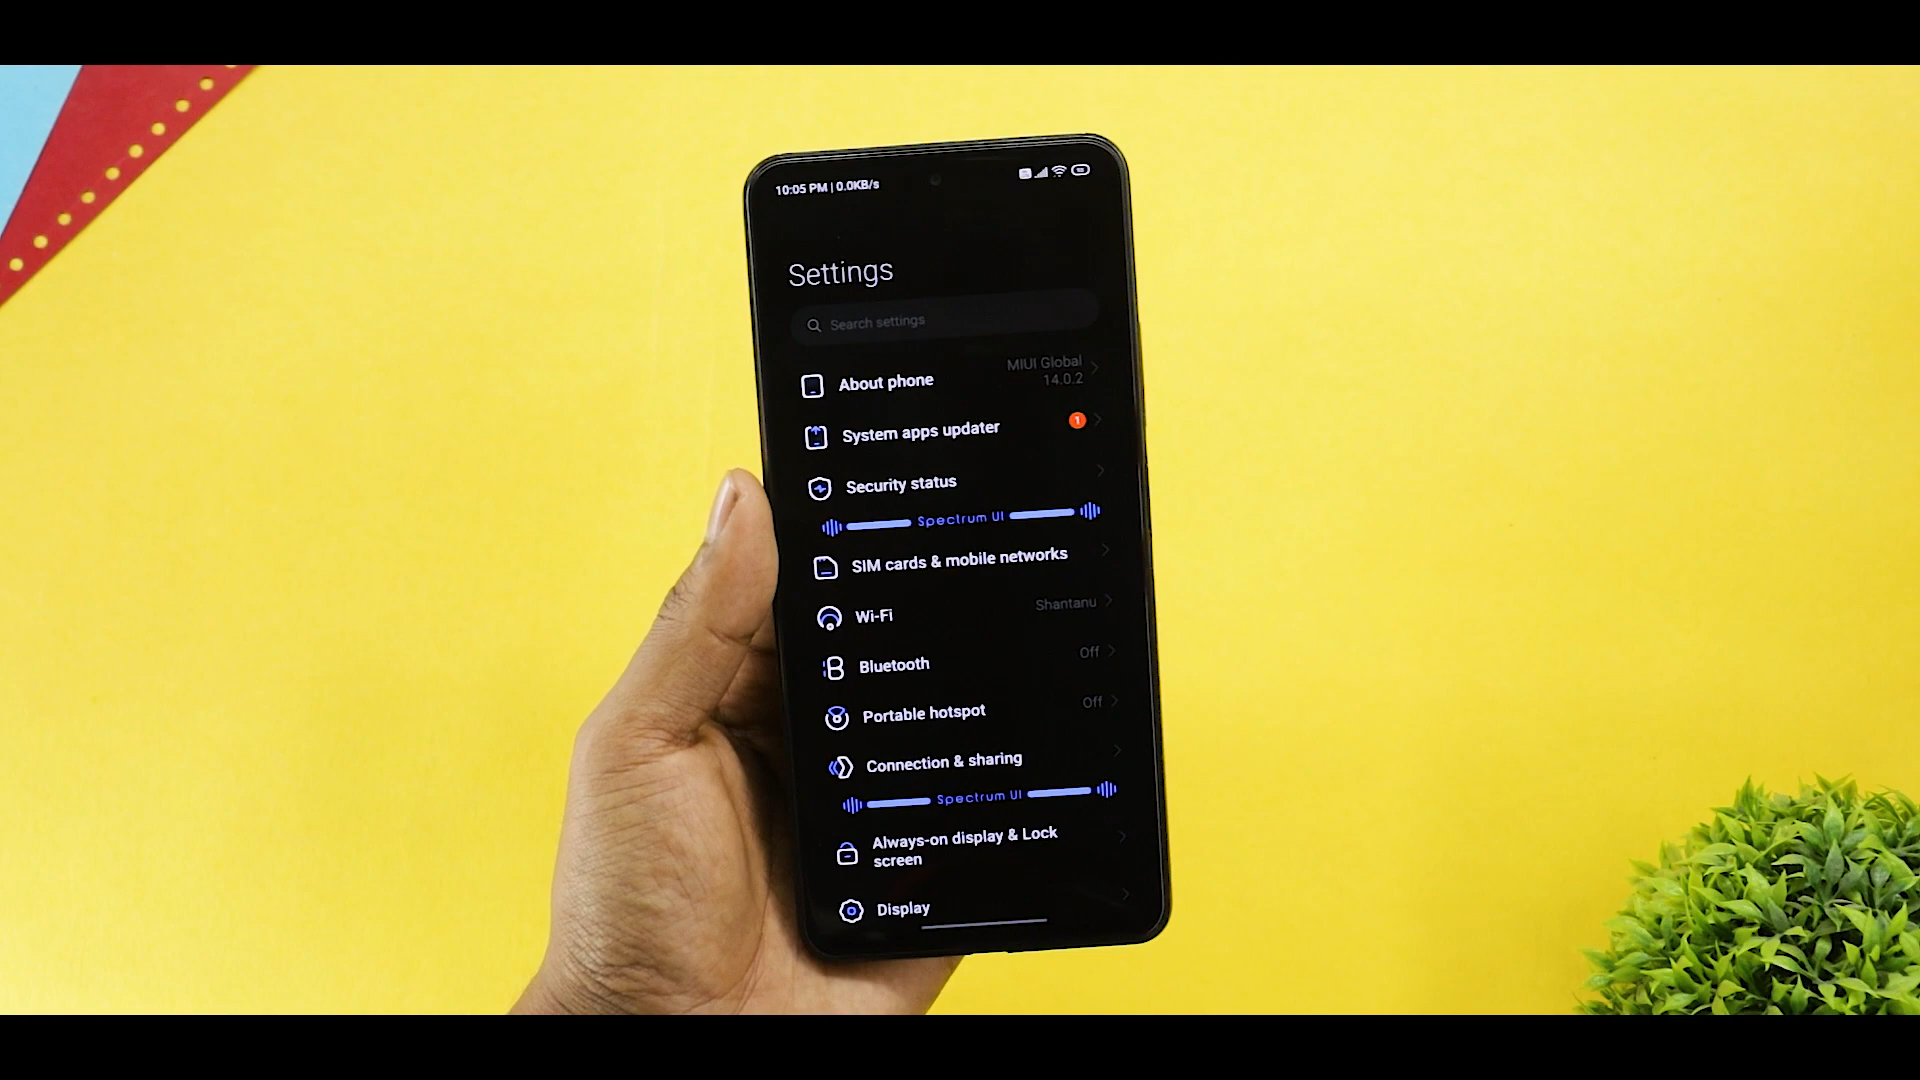 10:05 PM | 0.0KB/s
Settings
Search settings
About phone
MIUI Global
14.0.2
System apps updater
1
Security status
Spectrum UI
SIM cards & mobile networks
Wi-Fi
Shantanu
Bluetooth
Off
Portable hotspot
Off
Connection & sharing
Spectrum UI
Always-on display & Lock
screen
Display